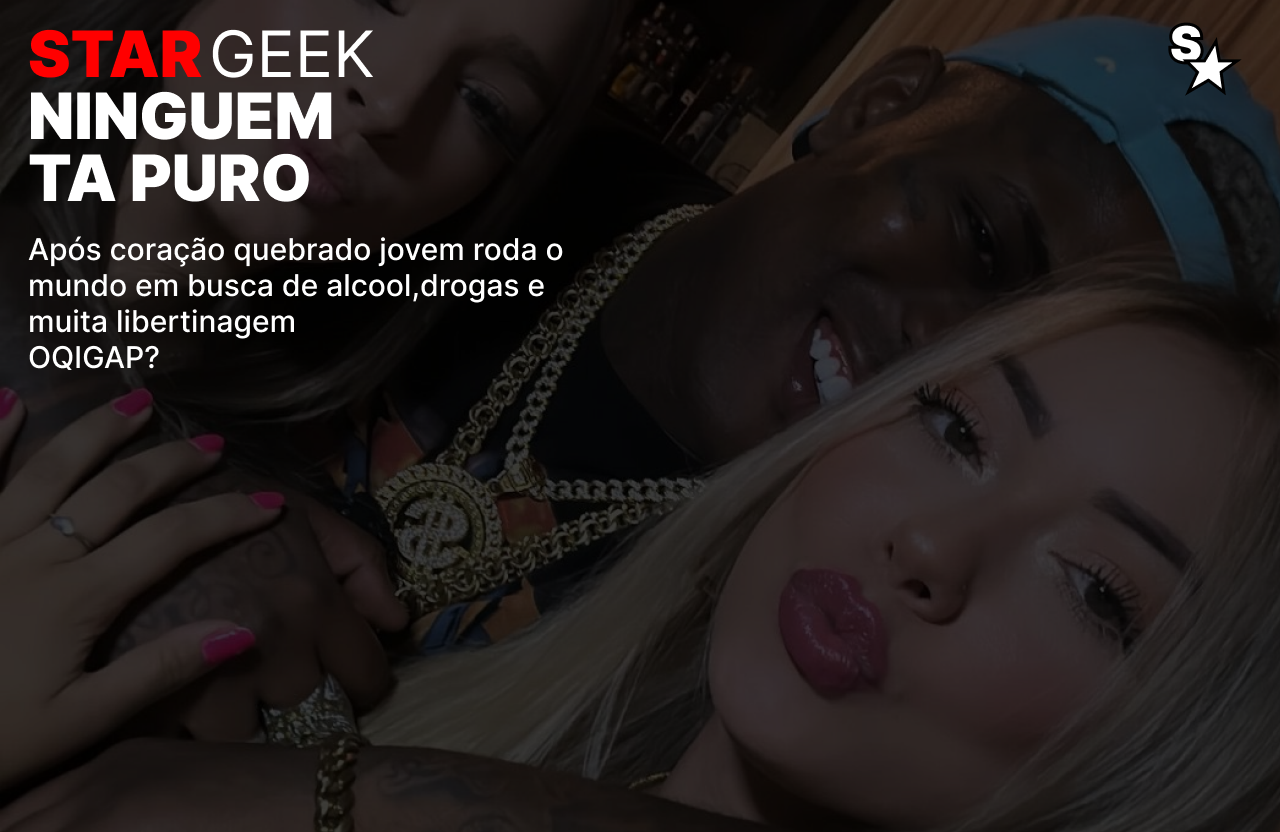 STAR GEEK
NINGUEM
TA PURO
Após coração quebrado jovem roda o
mundo em busca de alcool,drogas e
muita libertinagem
OQIGAP?
S